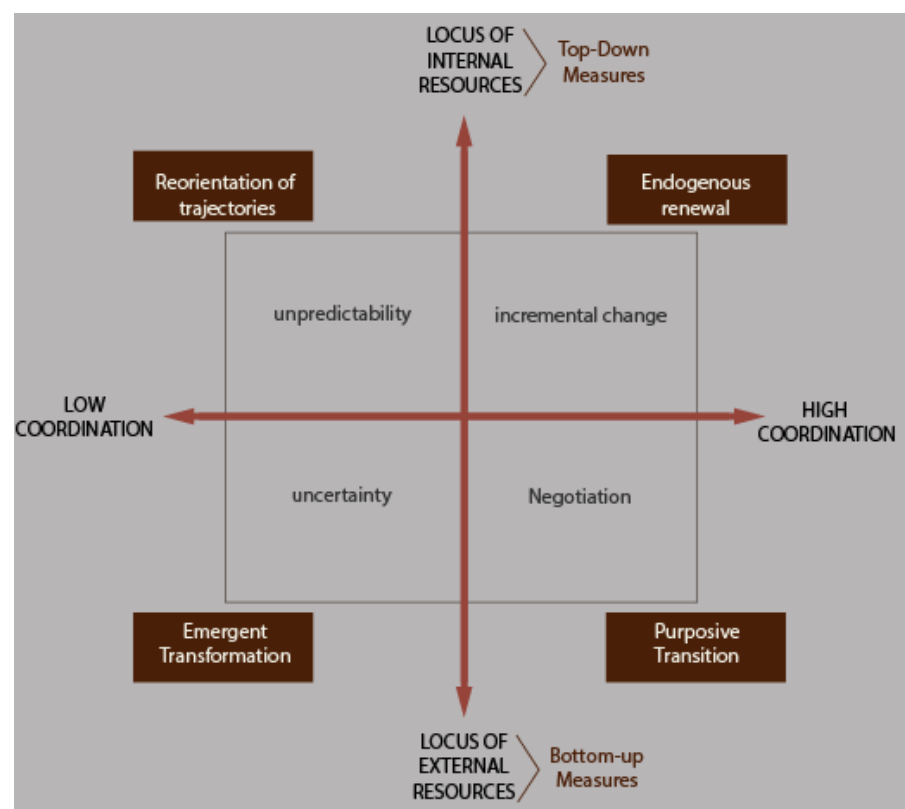 LOCUS OF
INTERNAL
RESOURCES
Top-Down
Measures
Reorientation of
trajectories
Endogenous
renewal
unpredictability
incremental change
LOW
COORDINATION
HIGH
COORDINATION
uncertainty
Negotiation
Emergent
Transformation
Purposive
Transition
LOCUS OF
EXTERNAL
RESOURCES
Bottom-up
Measures